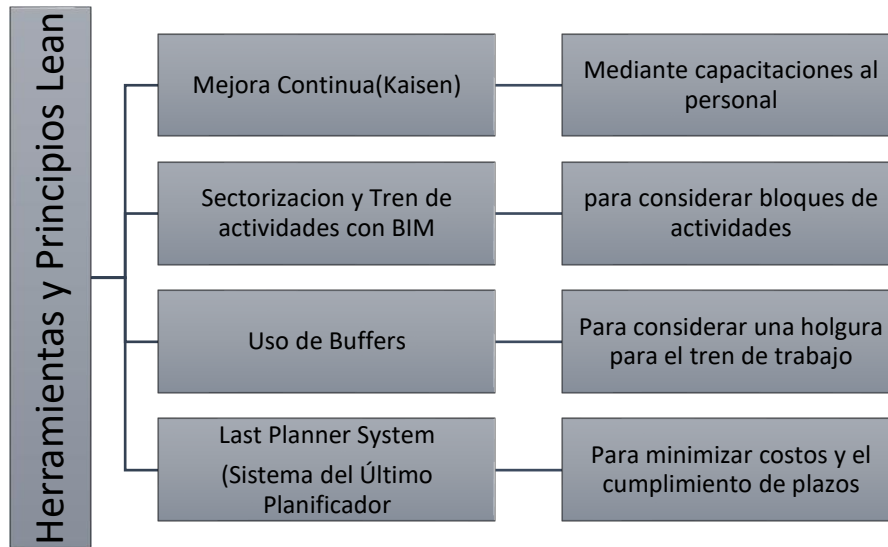 Herramientas y Principios Lean
Mejora Continua(Kaisen)
Mediante capacitaciones al
personal
Sectorizacion y Tren de
actividades con BIM
para considerar bloques de
actividades
Uso de Buffers
Para considerar una holgura
para el tren de trabajo
Last Planner System
(Sistema del Último
Planificador
Para minimizar costos y el
cumplimiento de plazos